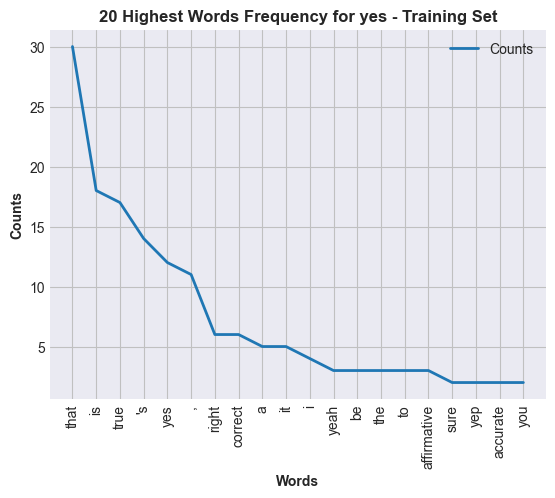 20 Highest Words Frequency for yes - Training Set
Counts
Counts
30
25
20
15
10
5
that
is
true
's
yes
,
right
correct
a
it
i
yeah
be
the
to
affirmative
sure
yep
accurate
you
Words